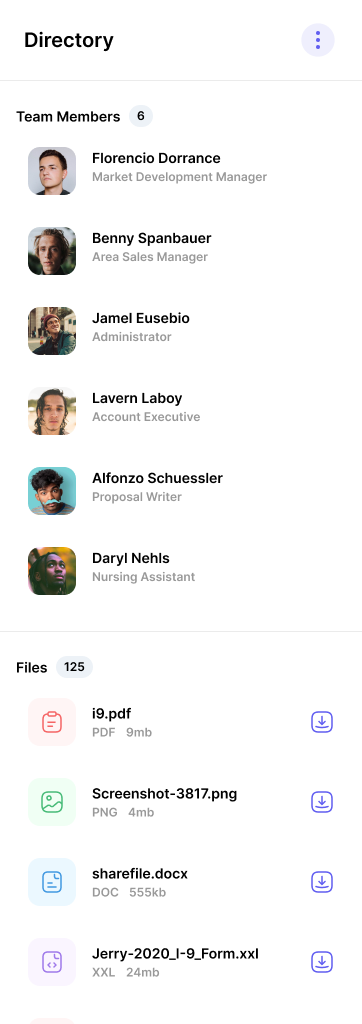 Directory
Team Members 6
Florencio Dorrance
Market Development Manager
Benny Spanbauer
Area Sales Manager
Jamel Eusebio
Administrator
Lavern Laboy
Account Executive
Alfonzo Schuessler
Proposal Writer
Daryl Nehls
Nursing Assistant
Files 125
i9.pdf
PDF 9mb
Screenshot-3817.png
PNG 4mb
sharefile.docx
DOC 555kb
Jerry-2020_I-9_Form.xxl
XXL 24mb